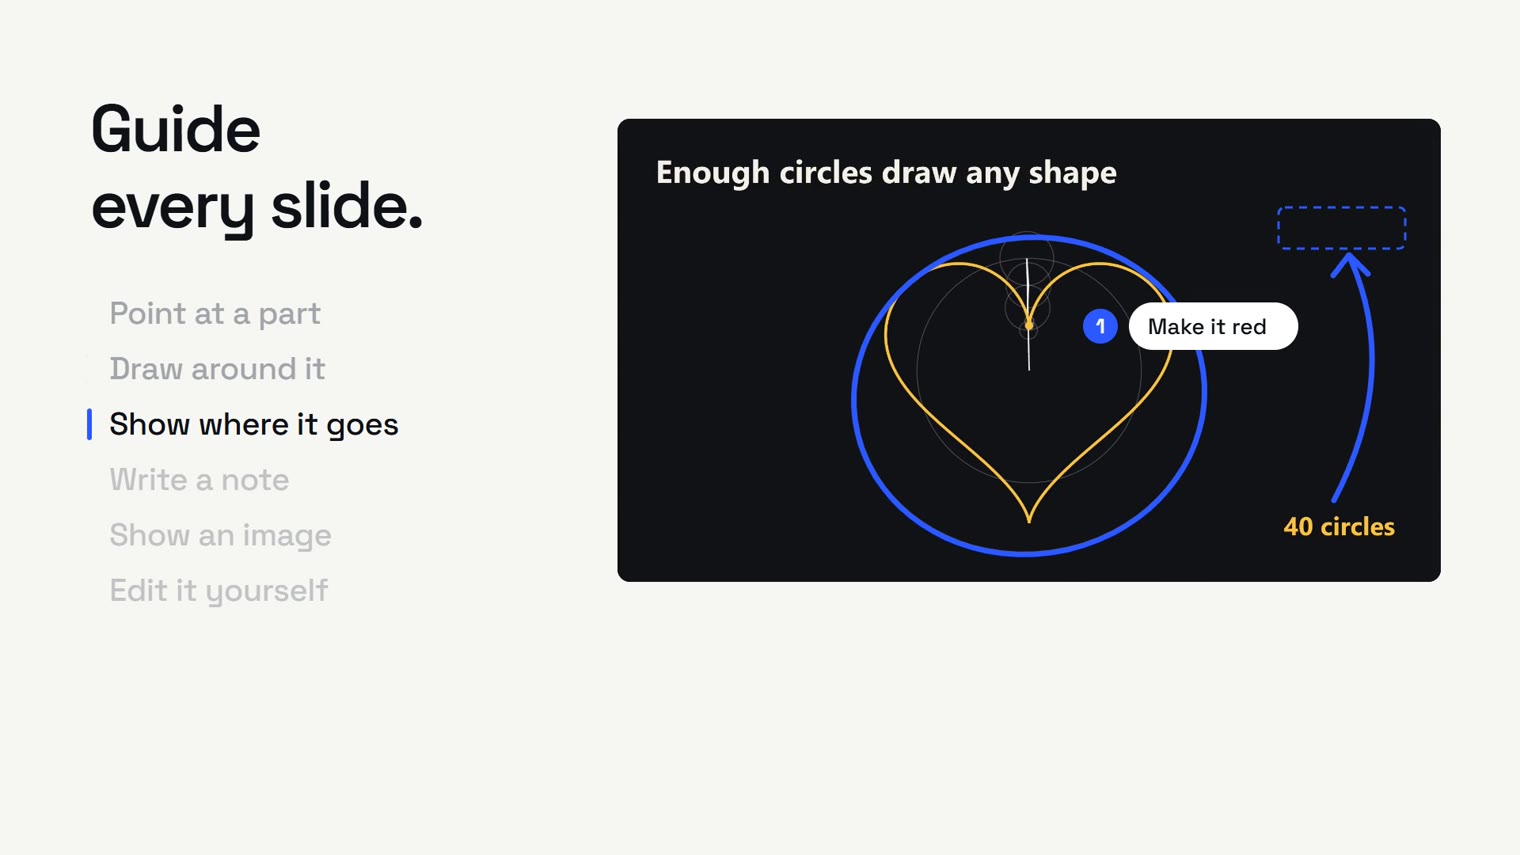 Guide
every slide.
Point at a part
Draw around it
Show where it goes
Write a note
Show an image
Edit it yourself
Enough circles draw any shape
1
Make it red
40 circles